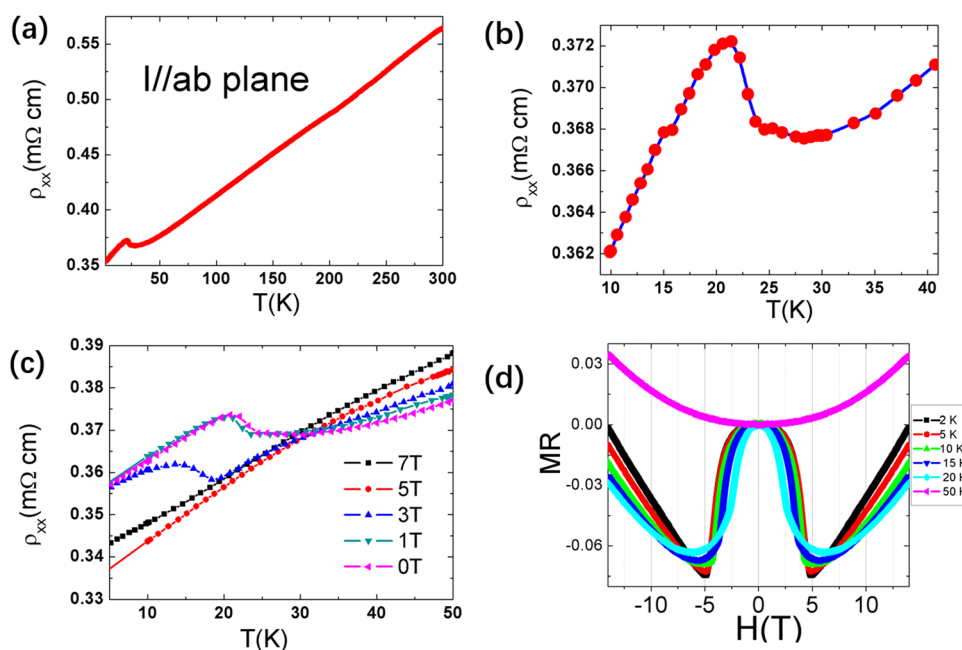 (a)
0.55
0.50
0.45
0.40
0.35
ρxx(mΩ cm)
I//ab plane
50 100 150 200 250 300
T(K)
(b)
0.372
0.370
0.368
0.366
0.364
0.362
ρxx(mΩ cm)
10 15 20 25 30 35 40
T(K)
(c)
0.39
0.38
0.37
0.36
0.35
0.34
0.33
ρxx(mΩ cm)
7T
5T
3T
1T
0T
10 20 30 40 50
T(K)
(d)
0.03
0.00
-0.03
-0.06
MR
2 K
5 K
10 K
15 K
20 K
50 K
-10 -5 0 5 10
H(T)